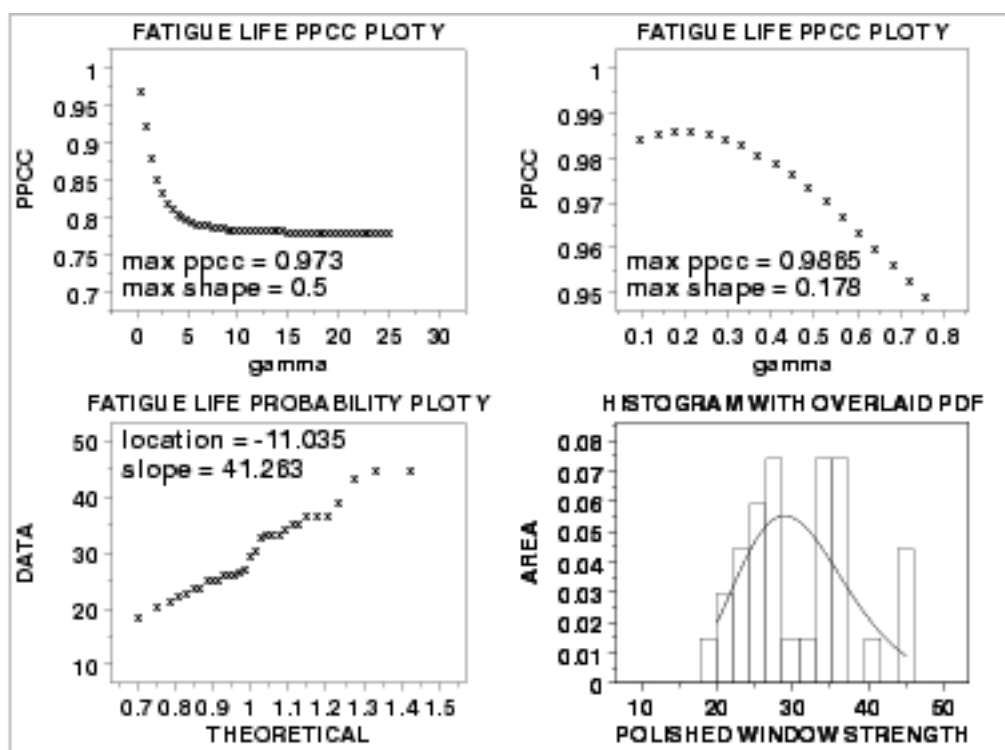 FATIGUE LIFE PPCC PLOT Y
1
0.95
0.9
0.85
0.8
0.75
0.7
PPCC
max ppcc = 0.973
max shape = 0.5
0 5 10 15 20 25 30
gamma
FATIGUE LIFE PPCC PLOT Y
1
0.99
0.98
0.97
0.96
0.95
PPCC
max ppcc = 0.9865
max shape = 0.178
0.1 0.2 0.3 0.4 0.5 0.6 0.7 0.8
gamma
FATIGUE LIFE PROBABILITY PLOT Y
location = -11.035
slope = 41.263
50
40
30
20
10
DATA
0.7 0.8 0.9 1 1.1 1.2 1.3 1.4 1.5
THEORETICAL
HISTOGRAM WITH OVERLAID PDF
0.08
0.07
0.06
0.05
0.04
0.03
0.02
0.01
0
AREA
10 20 30 40 50
POLISHED WINDOW STRENGTH